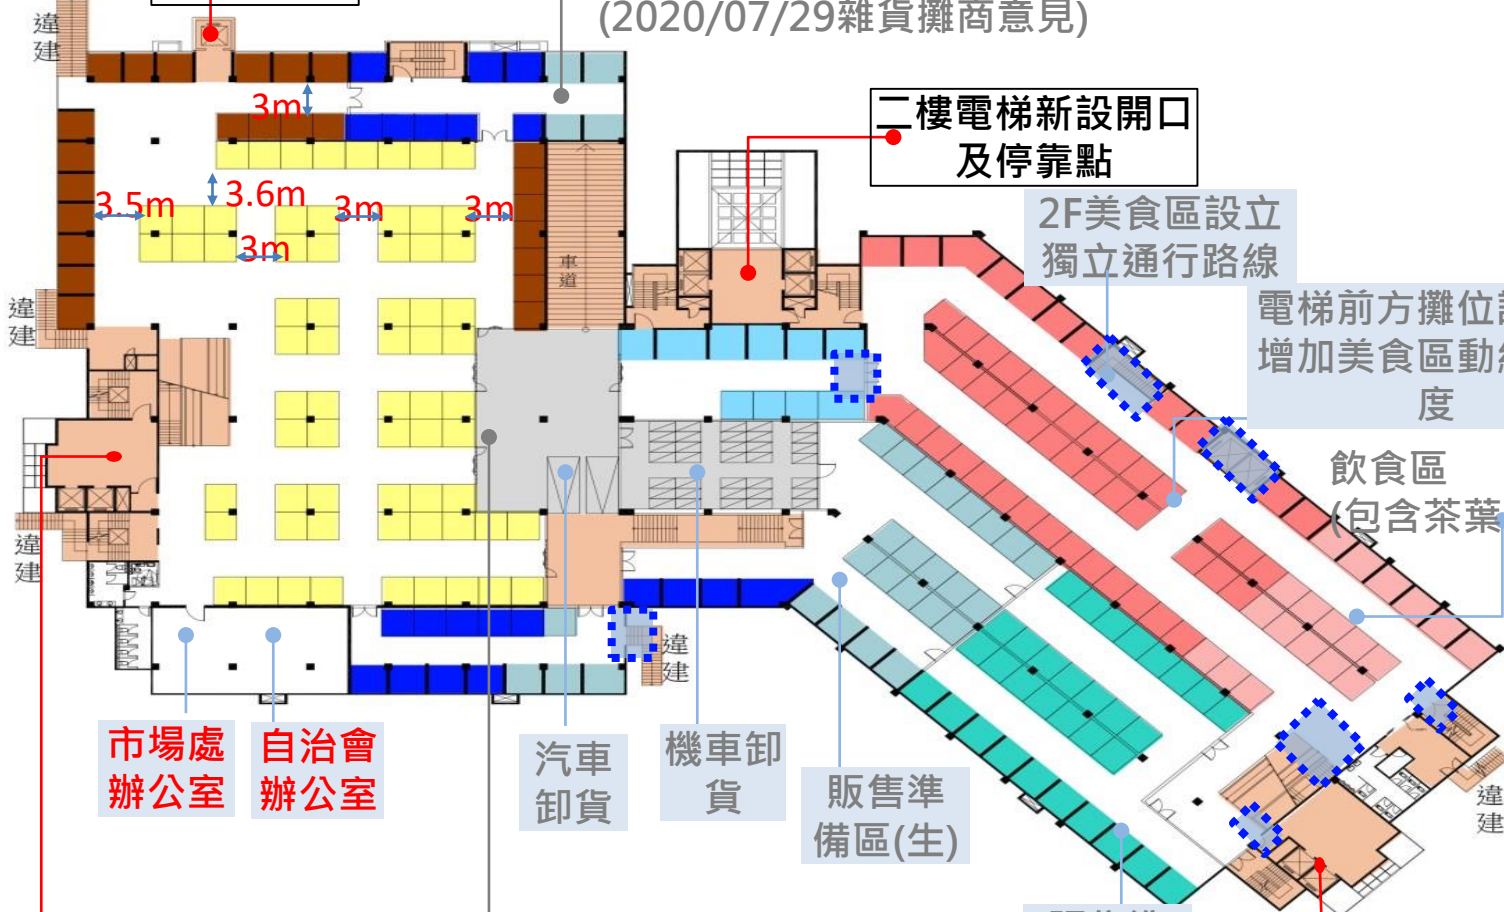 (2020/07/29雜貨攤商意見)
違
建
3m
二樓電梯新設開口
及停靠點
3.5m
3.6m
3m
3m
3m
2F美食區設立
獨立通行路線
車
道
電梯前方攤位
增加美食區動
度
違
建
飲食區
(包含茶葉
違
建
違
建
市場處
辦公室
自治會
辦公室
汽車
卸貨
機車卸
貨
販售準
備區(生)
違
建